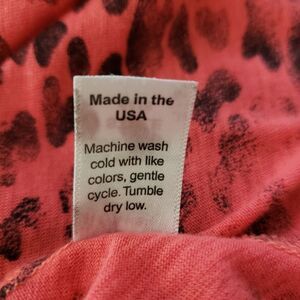 Made in the
USA
Machine wash
cold with like
colors, gentle
cycle. Tumble
dry low.